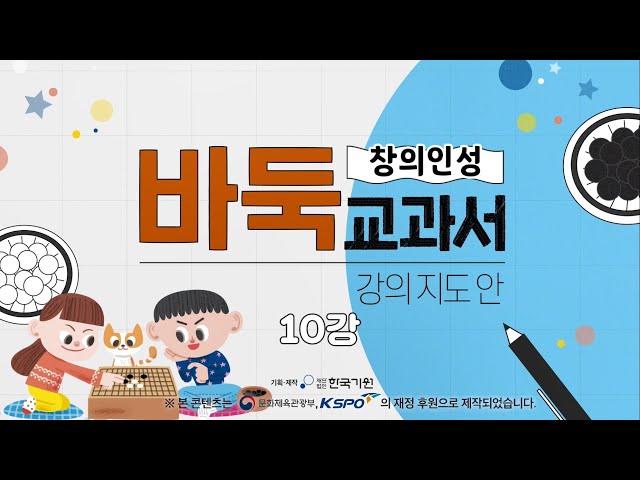 창의인성
바둑 교과서
강의 지도 안
10강
기획·제작 재단법인 한국기원
※ 본 콘텐츠는 문화체육관광부, KSPO 의 재정 후원으로 제작되었습니다.